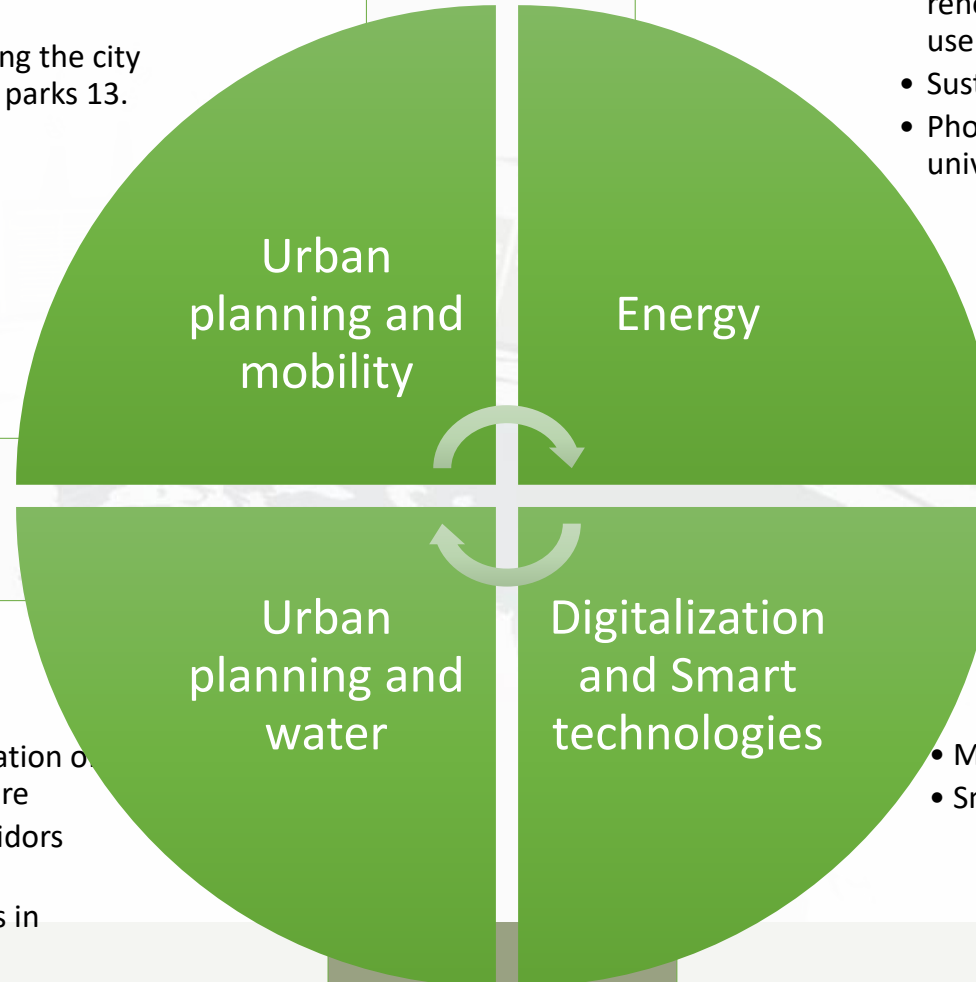 ng the city
parks 13.
use
• Sust
• Pho
univ
Urban
planning and
mobility
Energy
Urban
planning and
water
Digitalization
and Smart
technologies
ation o
re
idors
s in
• M
• Sr